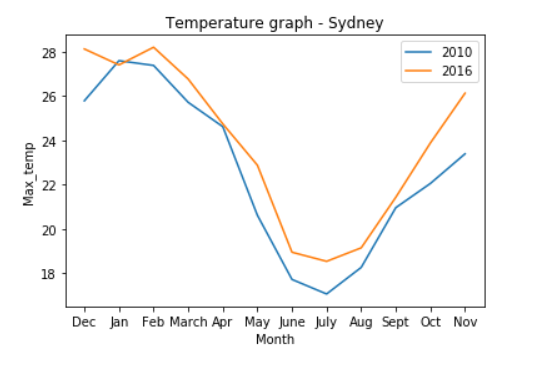 Temperature graph - Sydney
2010
2016
Max_temp
28
26
24
22
20
18
Dec Jan Feb March Apr May June July Aug Sept Oct Nov
Month